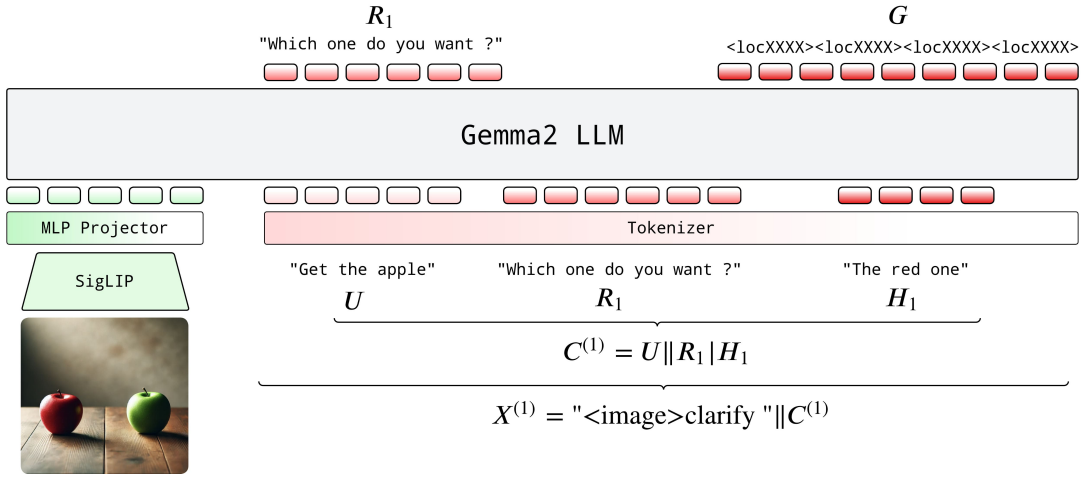 R₁ G
"Which one do you want ?" <locXXXX><locXXXX><locXXXX><locXXXX>
Gemma2 LLM
MLP Projector Tokenizer
SigLIP
"Get the apple" "Which one do you want ?" "The red one"
U R₁ H₁
C⁽¹⁾ = U∥R₁|H₁
X⁽¹⁾ = "<image>clarify "∥C⁽¹⁾